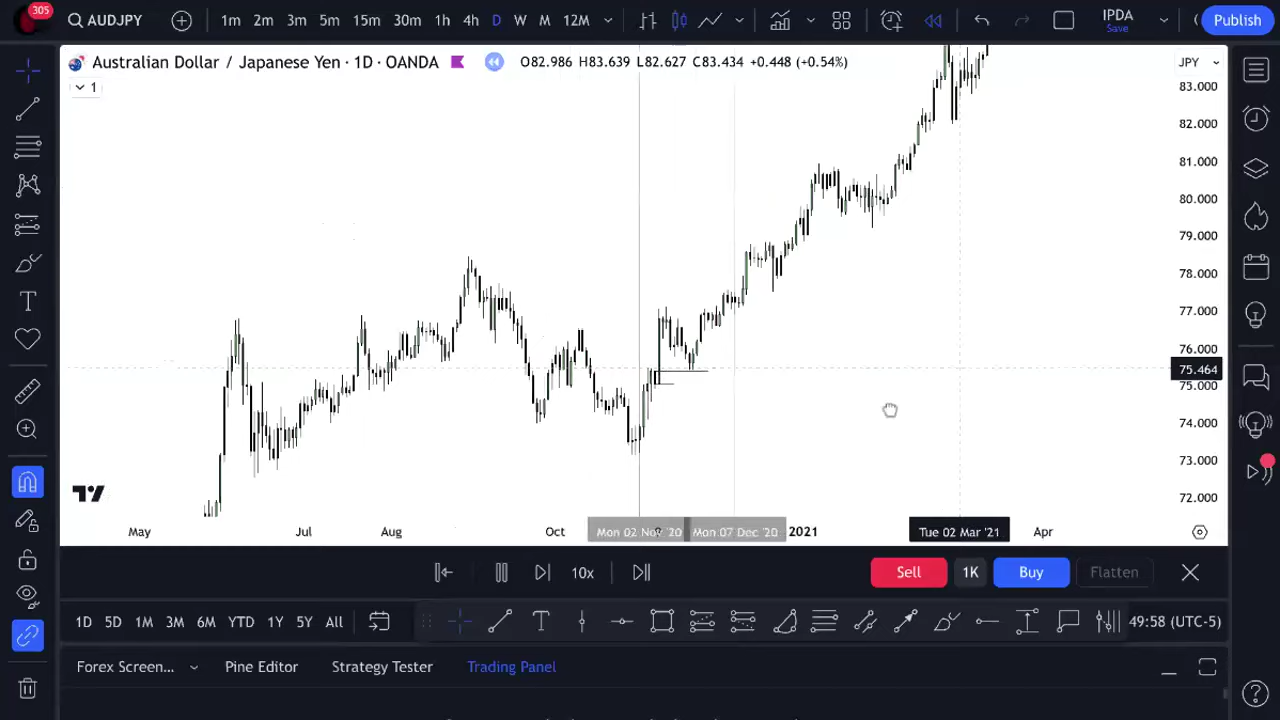 305
AUDJPY
1m 2m 3m 5m 15m 30m 1h 4h D W M 12M
IPDA
Save
Publish
Australian Dollar / Japanese Yen · 1D · OANDA
O82.986 H83.639 L82.627 C83.434 +0.448 (+0.54%)
JPY
1
83.000
82.000
81.000
80.000
79.000
78.000
77.000
76.000
75.464
75.000
74.000
73.000
72.000
May Jul Aug Oct Mon 02 Nov '20 Mon 07 Dec '20 2021 Tue 02 Mar '21 Apr
10x
Sell 1K Buy Flatten
1D 5D 1M 3M 6M YTD 1Y 5Y All
49:58 (UTC-5)
Forex Screen... Pine Editor Strategy Tester Trading Panel